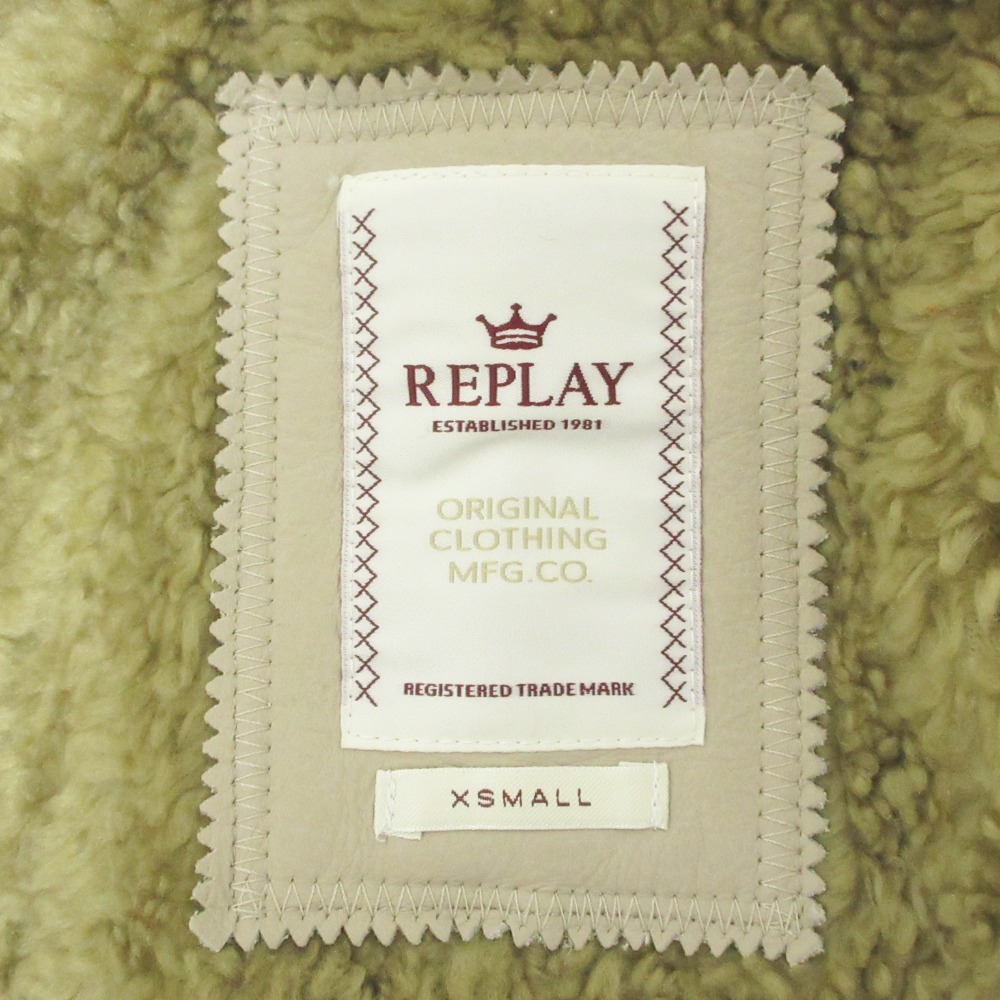 REPLAY
ESTABLISHED 1981
ORIGINAL
CLOTHING
MFG.CO.
REGISTERED TRADE MARK
XSMALL